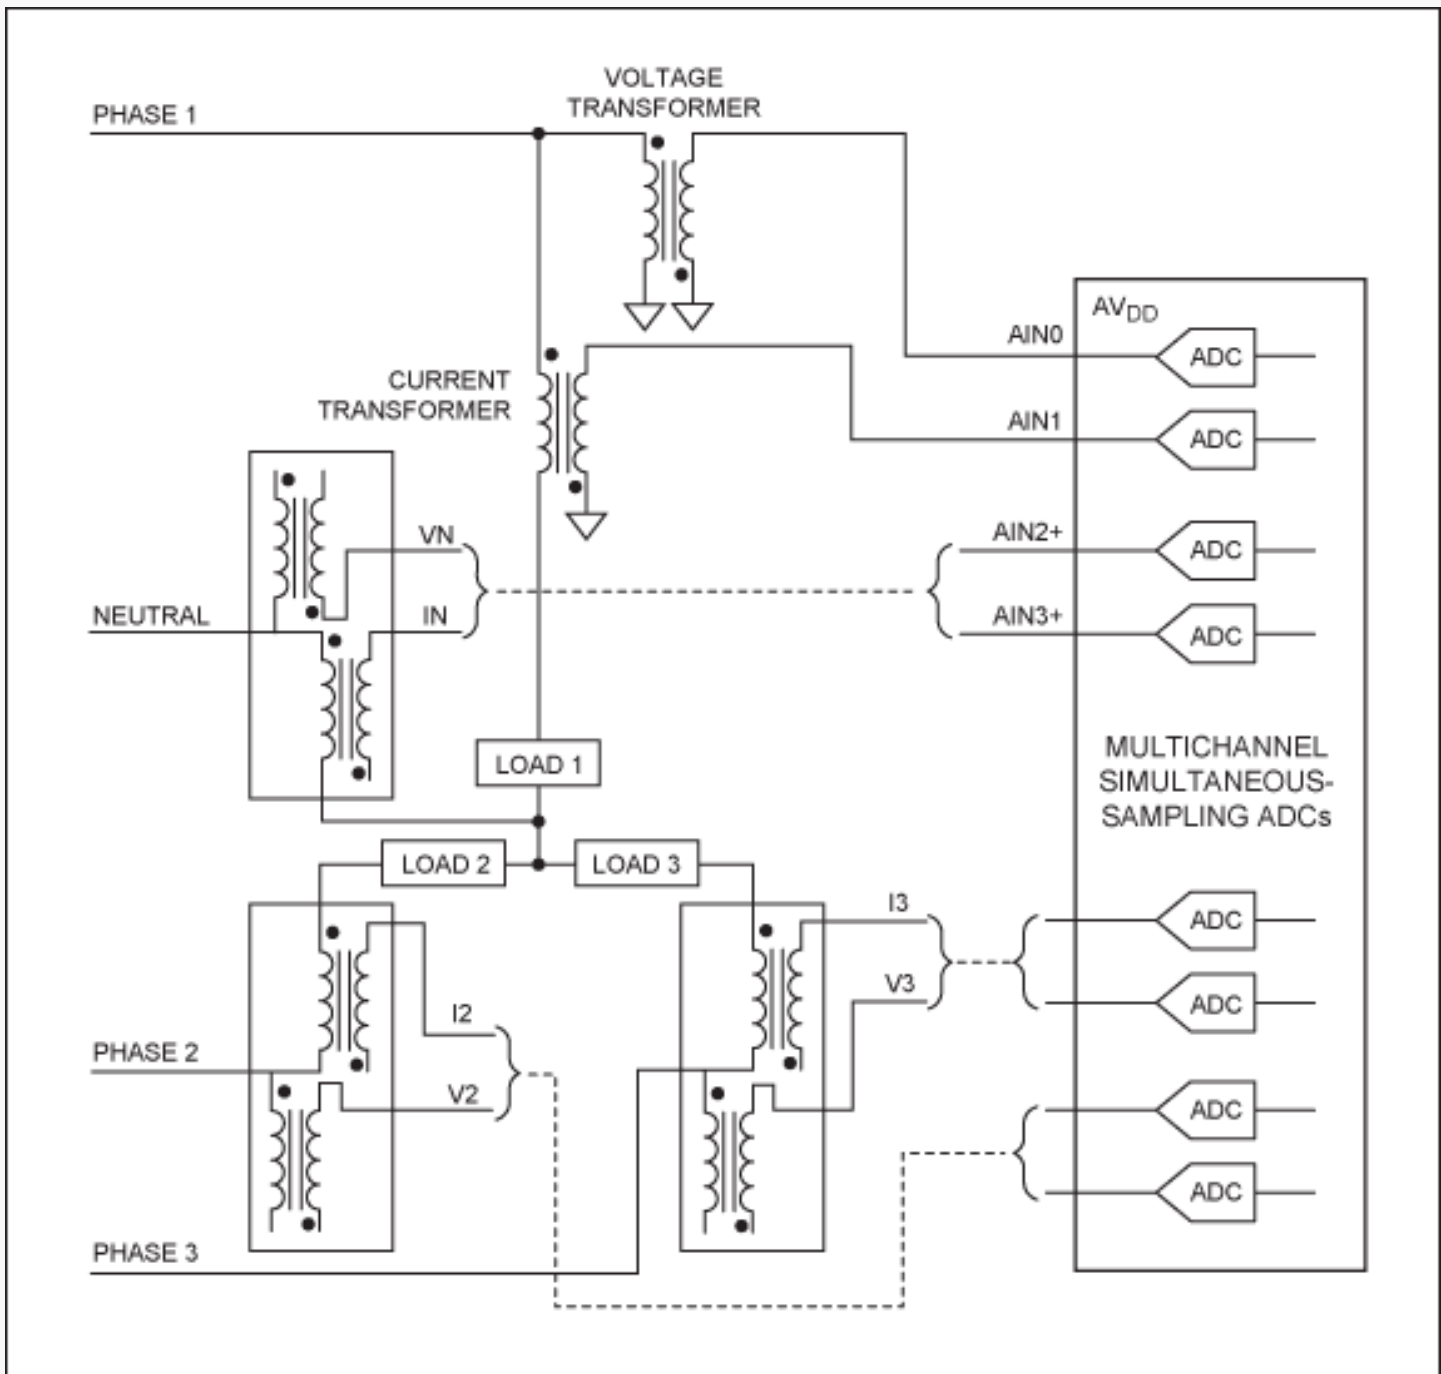 VOLTAGE
TRANSFORMER
PHASE 1
AVDD
AIN0
ADC
CURRENT
TRANSFORMER
AIN1
ADC
VN
AIN2+
ADC
NEUTRAL
IN
AIN3+
ADC
LOAD 1
MULTICHANNEL
SIMULTANEOUS-
SAMPLING ADCs
LOAD 2
LOAD 3
I3
ADC
V3
ADC
I2
PHASE 2
V2
ADC
ADC
PHASE 3